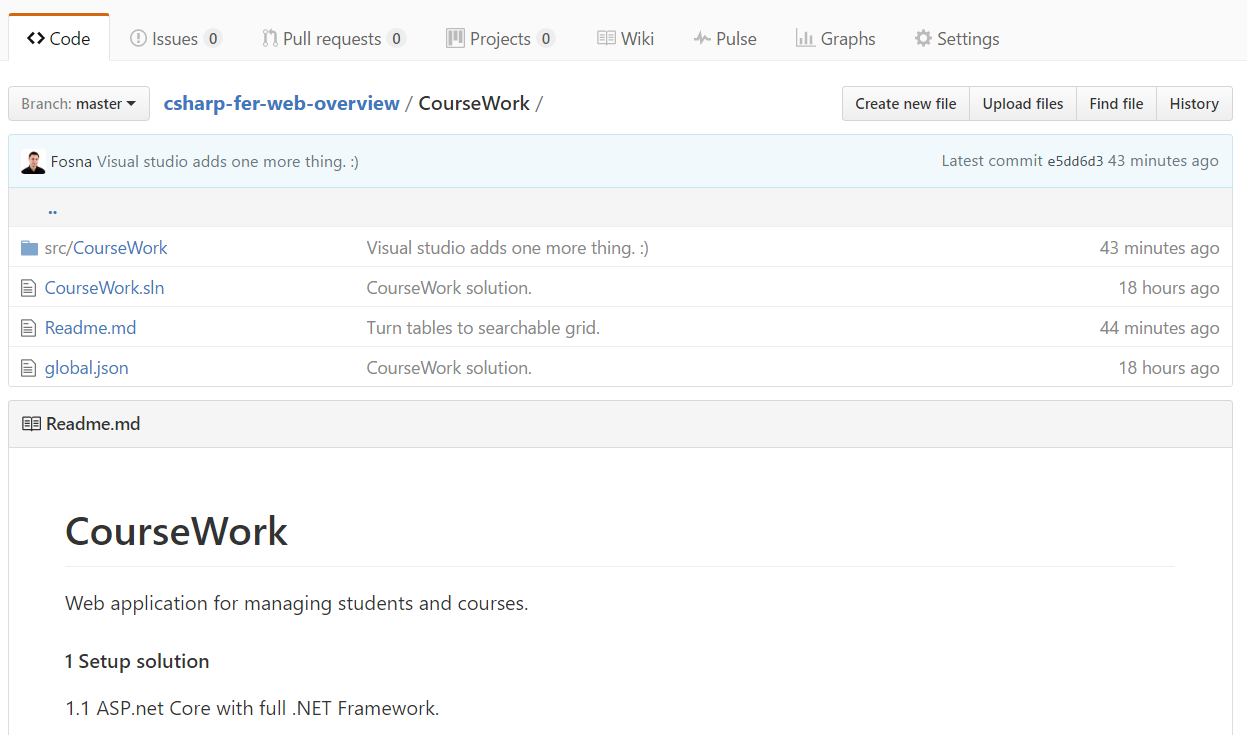 Code Issues 0 Pull requests 0 Projects 0 Wiki Pulse Graphs Settings
Branch: master csharp-fer-web-overview / CourseWork / Create new file Upload files Find file History
Fosna Visual studio adds one more thing. :) Latest commit e5dd6d3 43 minutes ago
..
src/CourseWork Visual studio adds one more thing. :) 43 minutes ago
CourseWork.sln CourseWork solution. 18 hours ago
Readme.md Turn tables to searchable grid. 44 minutes ago
global.json CourseWork solution. 18 hours ago
Readme.md
CourseWork
Web application for managing students and courses.
1 Setup solution
1.1 ASP.net Core with full .NET Framework.